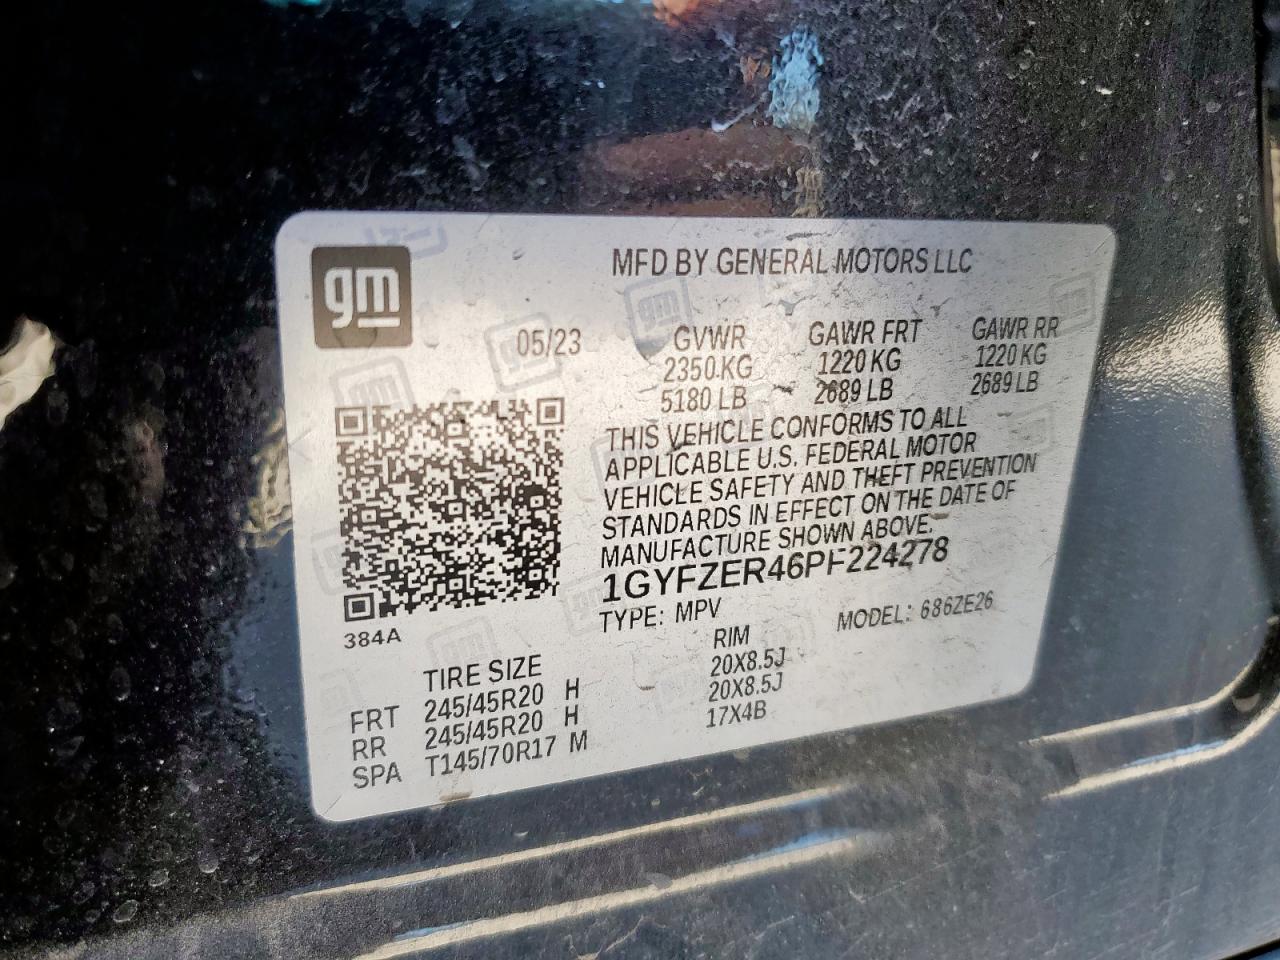 gm
MFD BY GENERAL MOTORS LLC
05/23
GVWR GAWR FRT GAWR RR
2350 KG 1220 KG 1220 KG
5180 LB 2689 LB 2689 LB
THIS VEHICLE CONFORMS TO ALL
APPLICABLE U.S. FEDERAL MOTOR
VEHICLE SAFETY AND THEFT PREVENTION
STANDARDS IN EFFECT ON THE DATE OF
MANUFACTURE SHOWN ABOVE.
1GYFZER46PF224278
TYPE: MPV MODEL: 686ZE26
384A
TIRE SIZE RIM
FRT 245/45R20 H 20X8.5J
RR 245/45R20 H 20X8.5J
SPA T145/70R17 M 17X4B